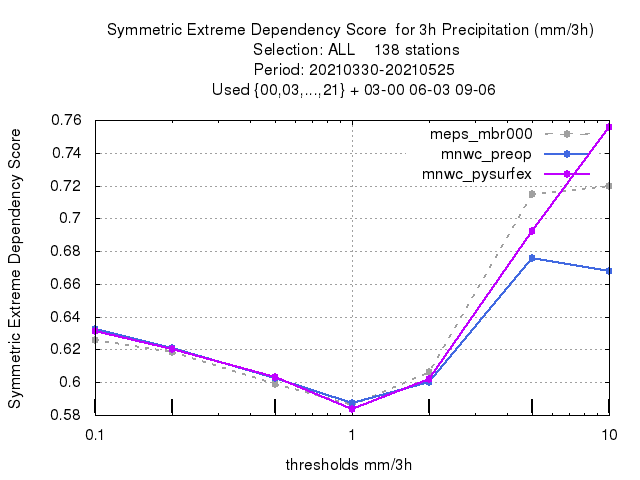 Symmetric Extreme Dependency Score  for 3h Precipitation (mm/3h)
Selection: ALL    138 stations
Period: 20210330-20210525
Used {00,03,...,21} + 03-00 06-03 09-06
Symmetric Extreme Dependency Score
0.76
0.74
0.72
0.7
0.68
0.66
0.64
0.62
0.6
0.58
meps_mbr000
mnwc_preop
mnwc_pysurfex
0.1
1
10
thresholds mm/3h